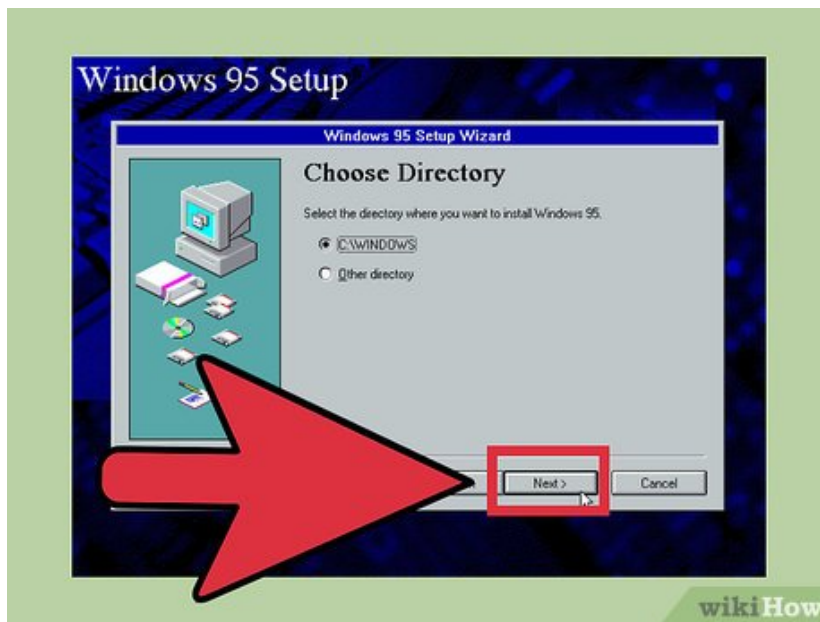 Windows 95 Setup
Windows 95 Setup Wizard
Choose Directory
Select the directory where you want to install Windows 95.
C:\WINDOWS
Other directory
Next >
Cancel
wikiHow